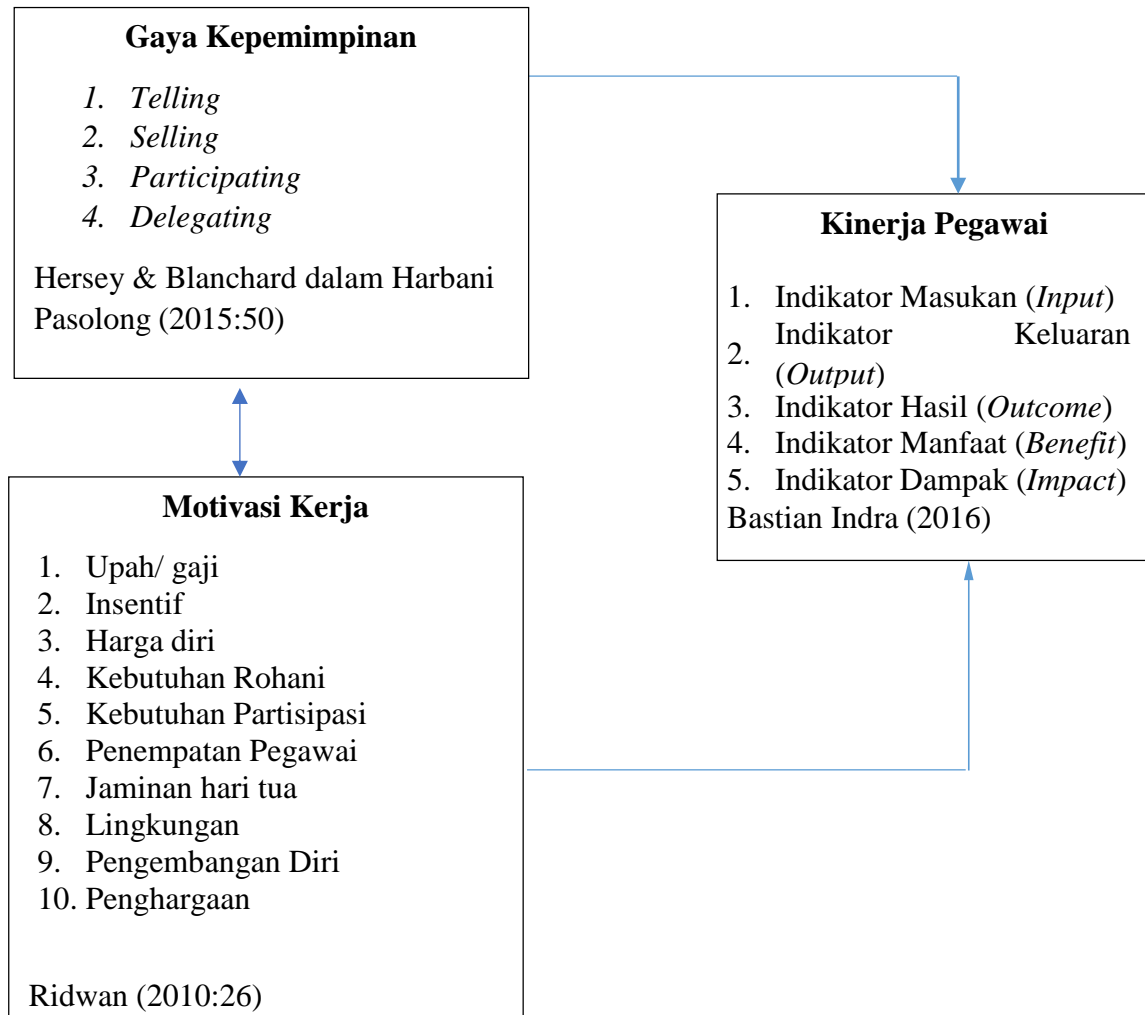 Gaya Kepemimpinan
1. Telling
2. Selling
3. Participating
4. Delegating
Hersey & Blanchard dalam Harbani
Pasolong (2015:50)
Kinerja Pegawai
1. Indikator Masukan (Input)
2. Indikator Keluaran
(Output)
3. Indikator Hasil (Outcome)
4. Indikator Manfaat (Benefit)
5. Indikator Dampak (Impact)
Bastian Indra (2016)
Motivasi Kerja
1. Upah/ gaji
2. Insentif
3. Harga diri
4. Kebutuhan Rohani
5. Kebutuhan Partisipasi
6. Penempatan Pegawai
7. Jaminan hari tua
8. Lingkungan
9. Pengembangan Diri
10. Penghargaan
Ridwan (2010:26)